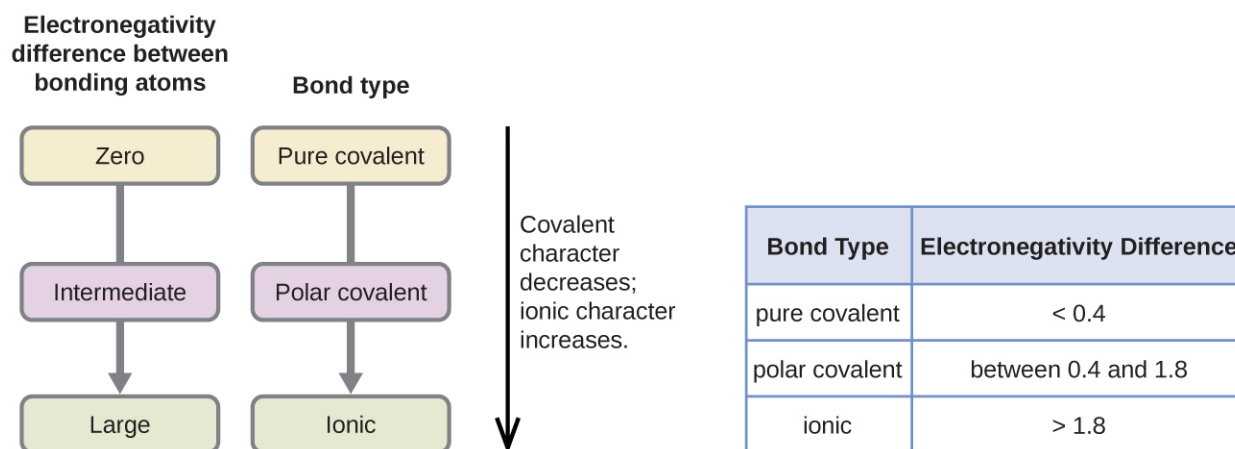 Electronegativity
difference between
bonding atoms
Bond type
Zero
Pure covalent
Intermediate
Polar covalent
Large
Ionic
Covalent
character
decreases;
ionic character
increases.
Bond Type Electronegativity Difference
pure covalent < 0.4
polar covalent between 0.4 and 1.8
ionic > 1.8